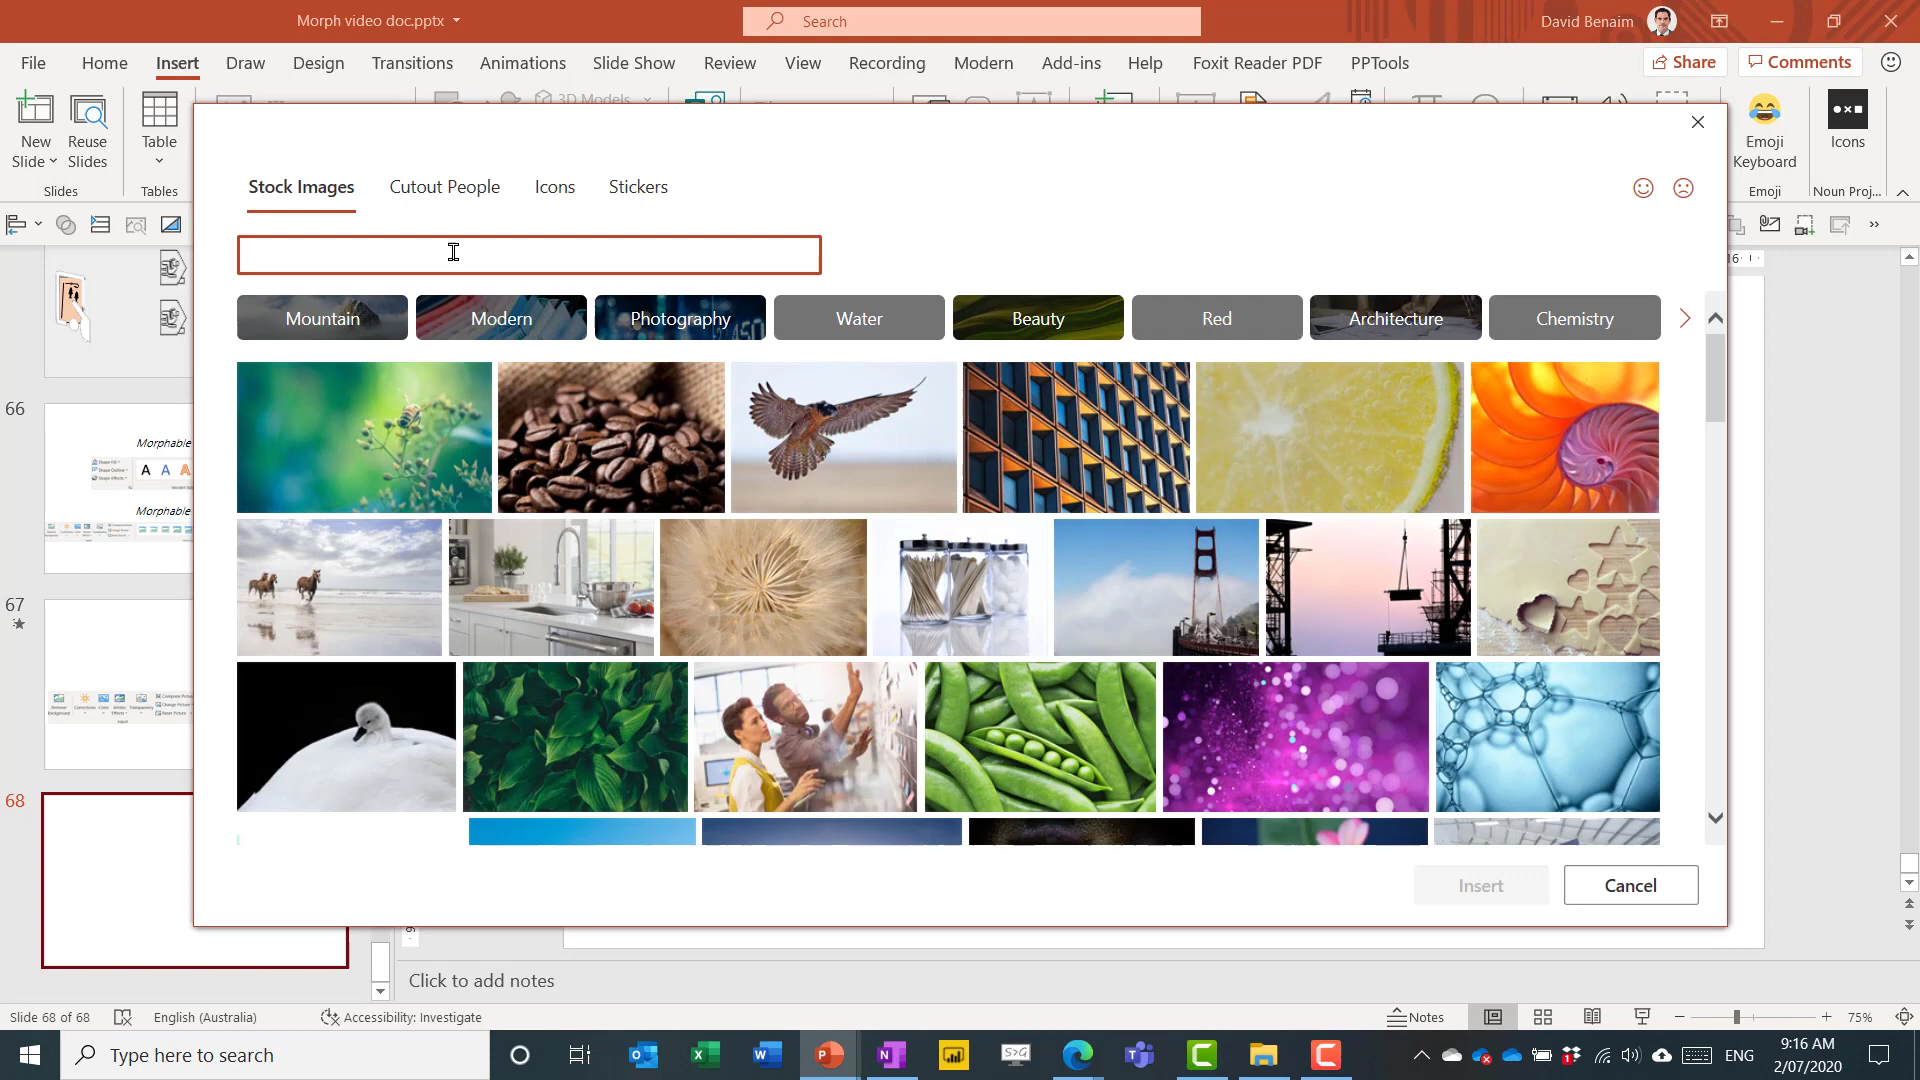 Morph video doc.pptx
Search
David Benaim
File Home Insert Draw Design Transitions Animations Slide Show Review View Recording Modern Add-ins Help Foxit Reader PDF PPTools
Share
Comments
New Slide
Reuse Slides
Slides
Table
Tables
3D Models
Emoji Keyboard
Emoji
Icons
Noun Proj...
Stock Images Cutout People Icons Stickers
Mountain Modern Photography Water Beauty Red Architecture Chemistry
66
Morphable
Morphable
67
68
Insert
Cancel
Click to add notes
Slide 68 of 68
English (Australia)
Accessibility: Investigate
Notes
75%
Type here to search
ENG
9:16 AM
2/07/2020